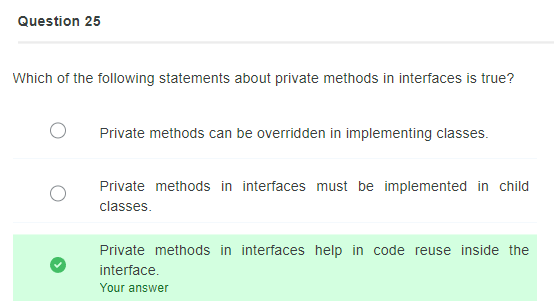 Question 25
Which of the following statements about private methods in interfaces is true?
Private methods can be overridden in implementing classes.
Private methods in interfaces must be implemented in child
classes.
Private methods in interfaces help in code reuse inside the
interface.
Your answer